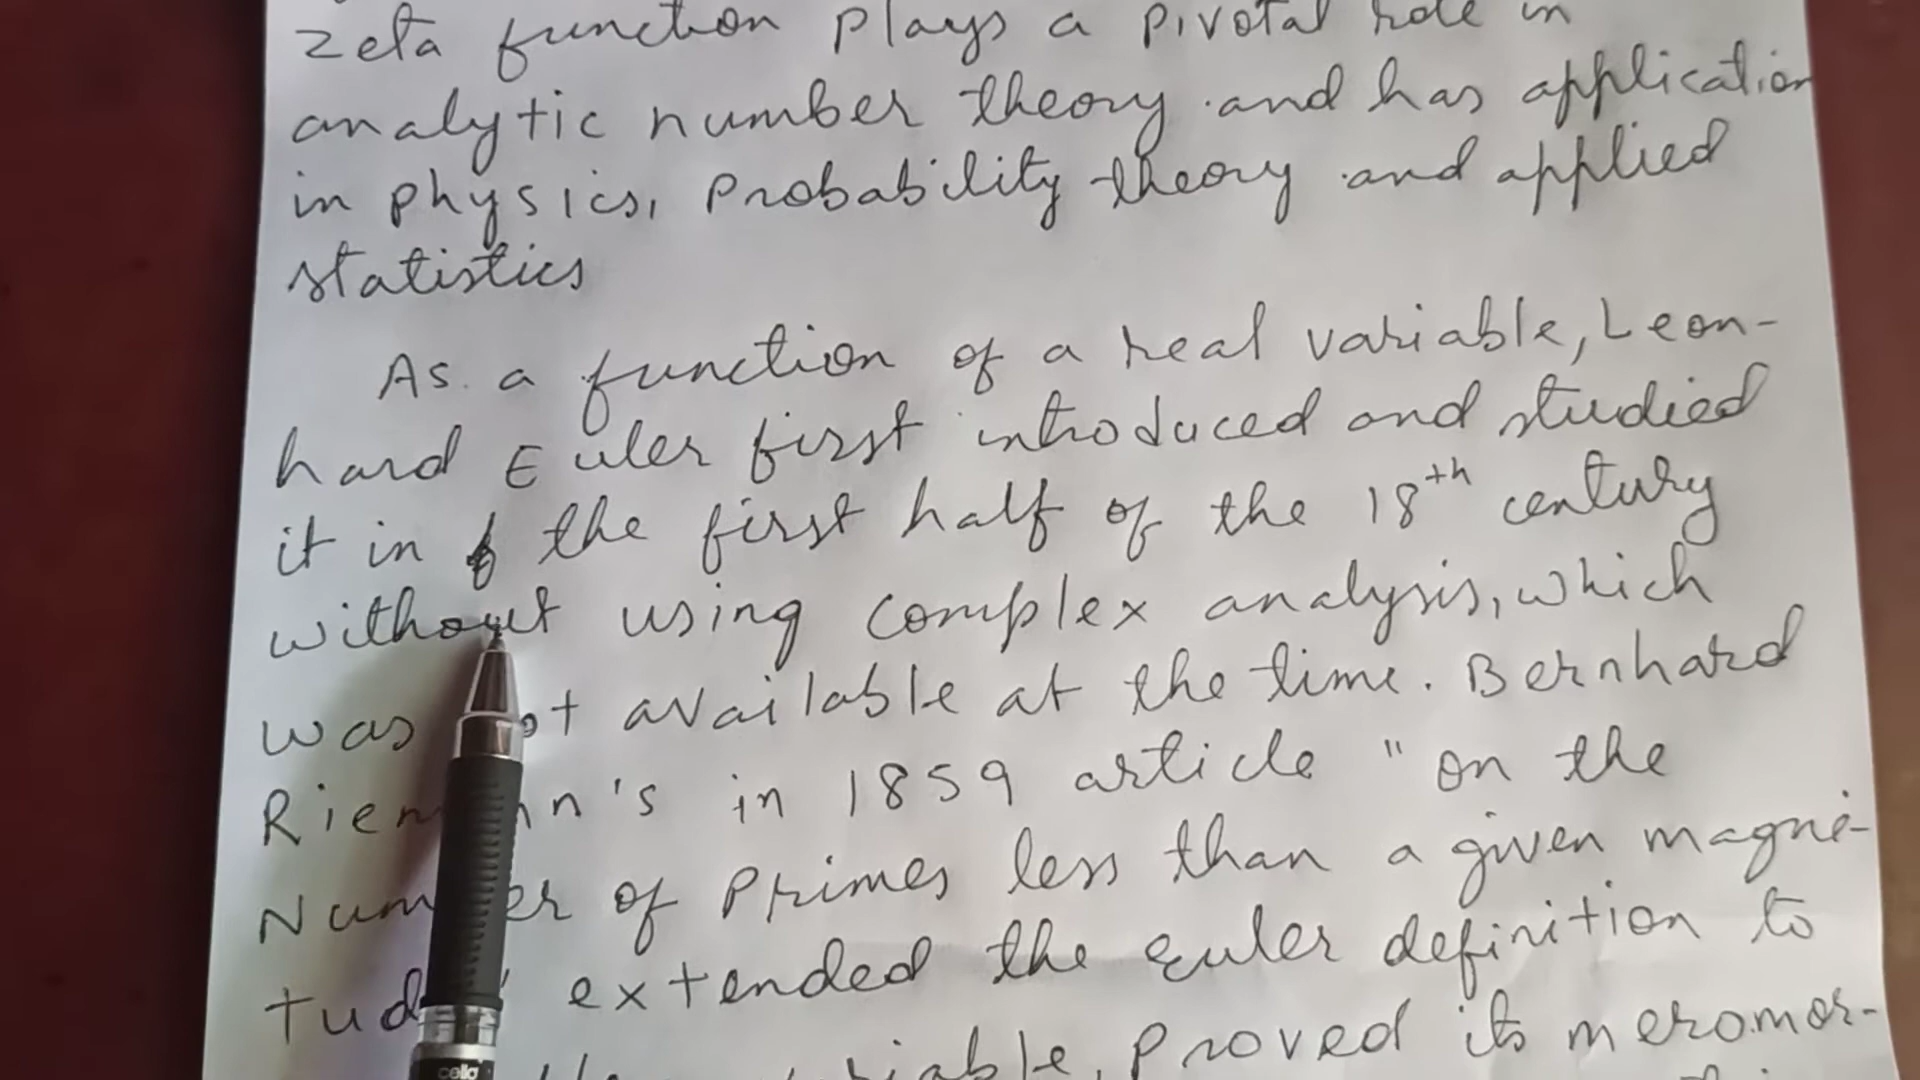 zeta function plays a pivotal role in
analytic number theory and has application
in physics, Probability theory and applied
statistics
As a function of a real variable, Leon-
hard Euler first introduced and studied
it in the first half of the 18th century
without using complex analysis, which
was available at the time. Bernhard
in 1859 article "on the
of Primes less than a given magni-
extended the Euler definition to
Proved its meromor-
cello